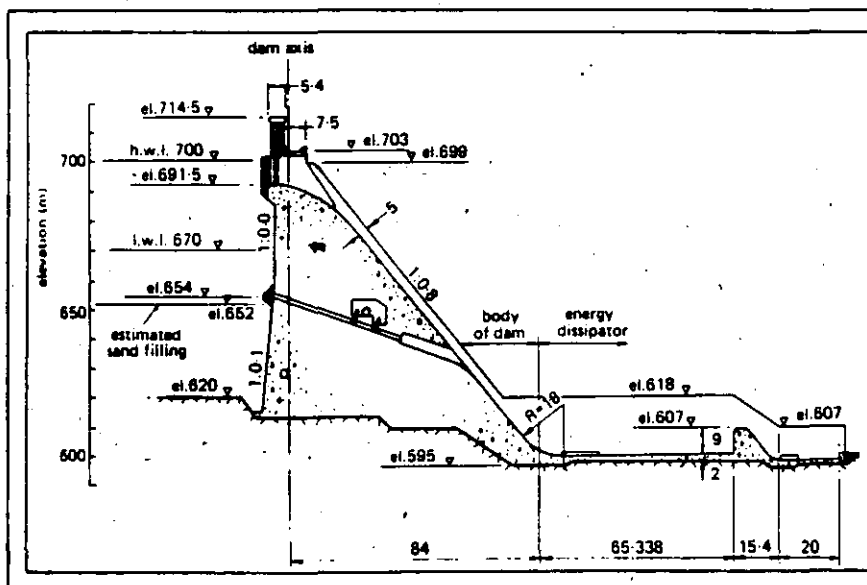 dam axis
5·4
el.714·5
7·5
el.703
700
h.w.l. 700
el.699
el.691·5
5
1:0·0
elevation (m)
l.w.l. 670
1:0·8
el.654
650
el.652
body of dam
energy dissipator
estimated
sand filling
1:0·1
el.620
el.618
R=18
el.607
el.607
9
600
el.595
2
84
65·338
15·4
20